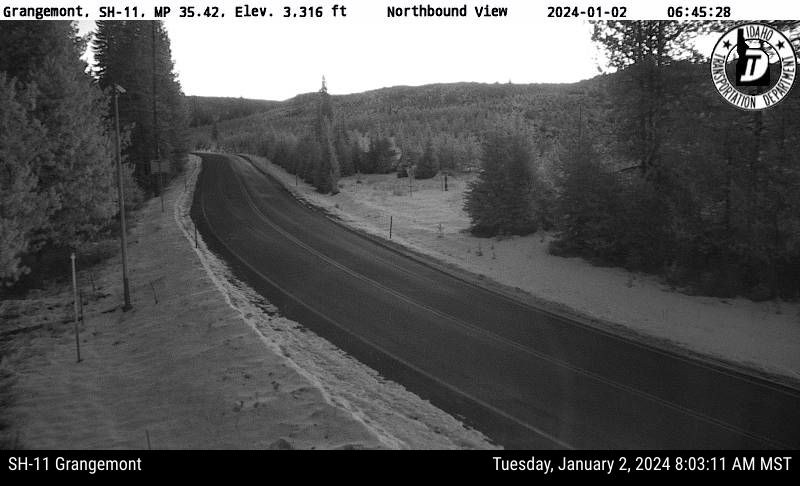 Grangemont, SH-11, MP 35.42, Elev. 3,316 ft Northbound View 2024-01-02 06:45:28
IDAHO
TRANSPORTATION DEPARTMENT
SH-11 Grangemont Tuesday, January 2, 2024 8:03:11 AM MST